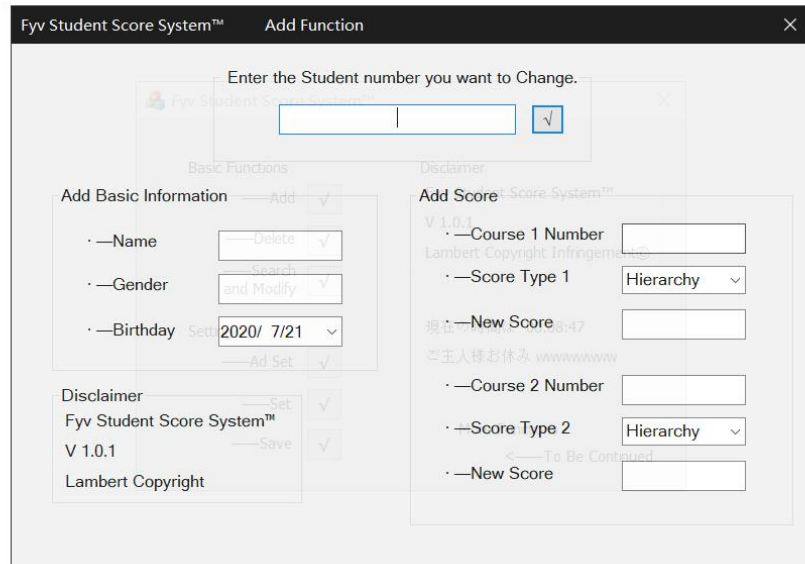 Fyv Student Score System™ Add Function
Enter the Student number you want to Change.
√
Add Basic Information
· —Name
· —Gender
· —Birthday 2020/ 7/21
Disclaimer
Fyv Student Score System™
V 1.0.1
Lambert Copyright
Add Score
· —Course 1 Number
· —Score Type 1 Hierarchy
· —New Score
· —Course 2 Number
· —Score Type 2 Hierarchy
· —New Score
Fyv Student Score System™
Basic Functions
——Add √
——Delete √
——Search
and Modify √
——Ad Set √
——Set √
——Save √
Disclaimer
Fyv Student Score System™
V 1.0.1
Lambert Copyright Infringement©
ご主人様お休み wwwwwwww
<——To Be Continued